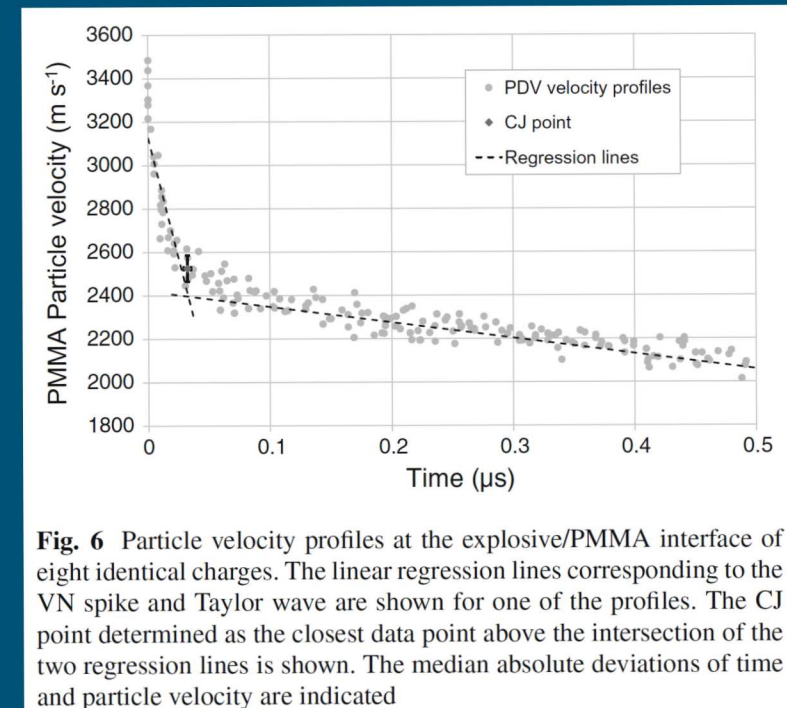 3600
3400
3200
3000
2800
2600
2400
2200
2000
1800
PMMA Particle velocity (m s⁻¹)
PDV velocity profiles
CJ point
Regression lines
0
0.1
0.2
0.3
0.4
0.5
Time (μs)
Fig. 6 Particle velocity profiles at the explosive/PMMA interface of
eight identical charges. The linear regression lines corresponding to the
VN spike and Taylor wave are shown for one of the profiles. The CJ
point determined as the closest data point above the intersection of the
two regression lines is shown. The median absolute deviations of time
and particle velocity are indicated